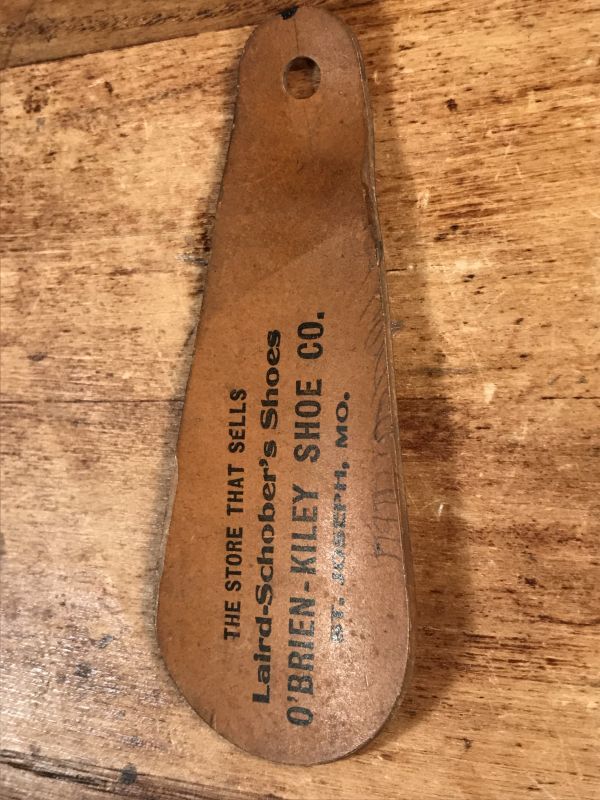 THE STORE THAT SELLS
Laird-Schober's Shoes
O'BRIEN-KILEY SHOE CO.
ST. JOSEPH, MO.